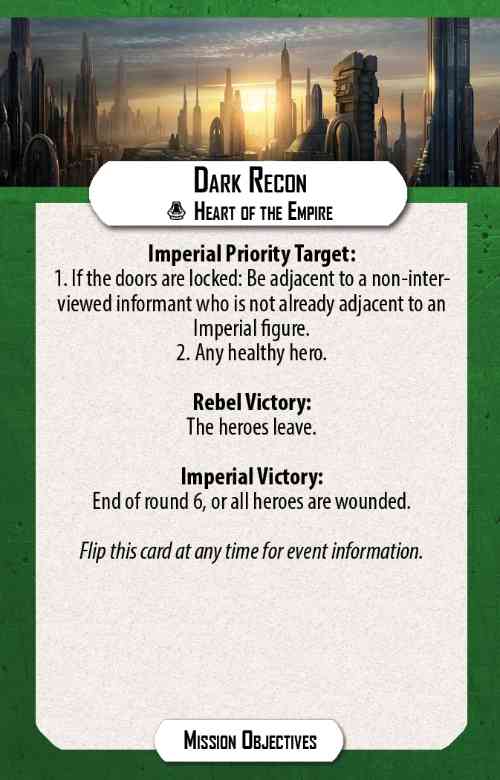 Dark Recon
Heart of the Empire
Imperial Priority Target:
1. If the doors are locked: Be adjacent to a non-inter-
viewed informant who is not already adjacent to an
Imperial figure.
2. Any healthy hero.
Rebel Victory:
The heroes leave.
Imperial Victory:
End of round 6, or all heroes are wounded.
Flip this card at any time for event information.
Mission Objectives